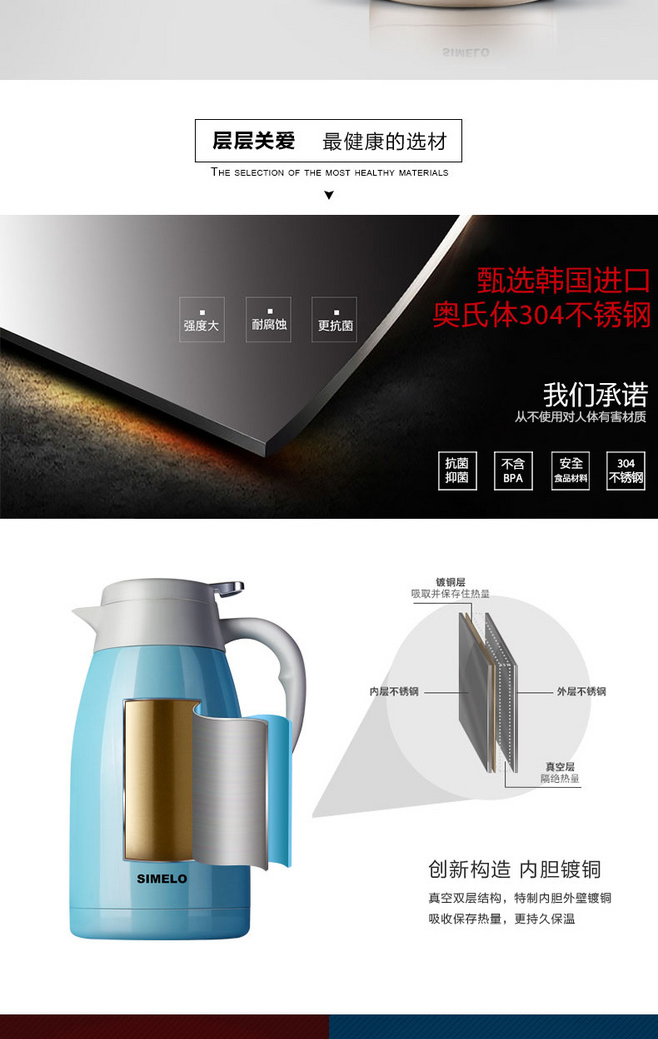 SIMELO
层层关爱 最健康的选材
THE SELECTION OF THE MOST HEALTHY MATERIALS
甄选韩国进口
奥氏体304不锈钢
强度大
耐腐蚀
更抗菌
我们承诺
从不使用对人体有害材质
抗菌
抑菌
不含
BPA
安全
食品材料
304
不锈钢
镀铜层
吸取并保存住热量
内层不锈钢
外层不锈钢
真空层
隔绝热量
SIMELO
创新构造 内胆镀铜
真空双层结构，特制内胆外壁镀铜
吸收保存热量，更持久保温